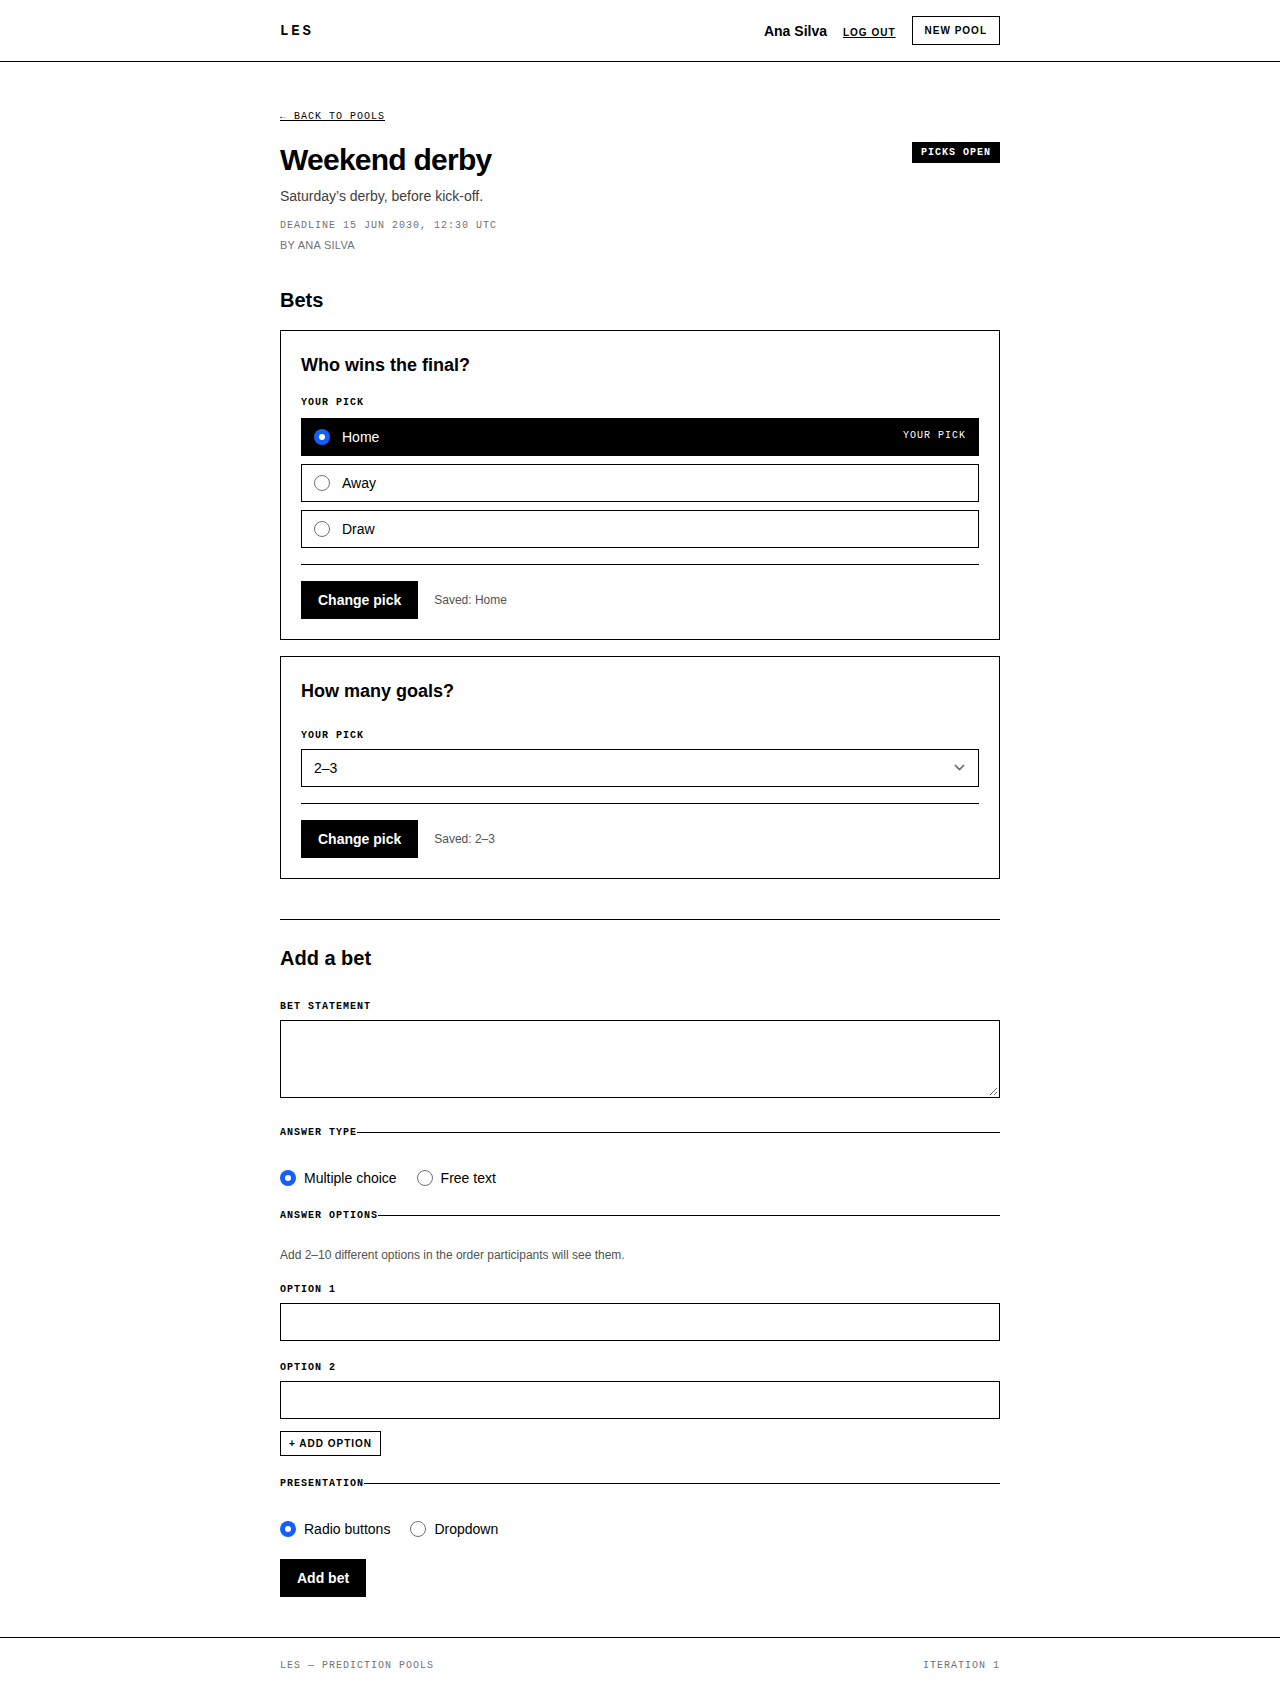 LES
Ana Silva LOG OUT NEW POOL
← BACK TO POOLS
Weekend derby
PICKS OPEN
Saturday’s derby, before kick-off.
DEADLINE 15 JUN 2030, 12:30 UTC
BY ANA SILVA
Bets
Who wins the final?
YOUR PICK
Home YOUR PICK
Away
Draw
Change pick Saved: Home
How many goals?
YOUR PICK
2–3
Change pick Saved: 2–3
Add a bet
BET STATEMENT
ANSWER TYPE
Multiple choice Free text
ANSWER OPTIONS
Add 2–10 different options in the order participants will see them.
OPTION 1
OPTION 2
+ ADD OPTION
PRESENTATION
Radio buttons Dropdown
Add bet
LES — PREDICTION POOLS ITERATION 1